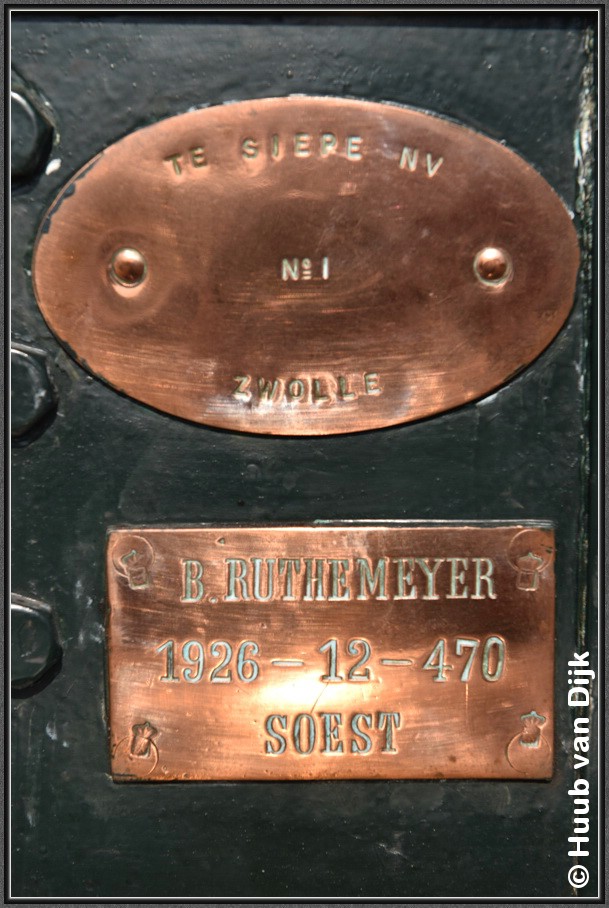 TE SIEPE NV
Nº 1
ZWOLLE
B. RUTHEMEYER
1926 – 12 – 470
SOEST
© Huub van Dijk